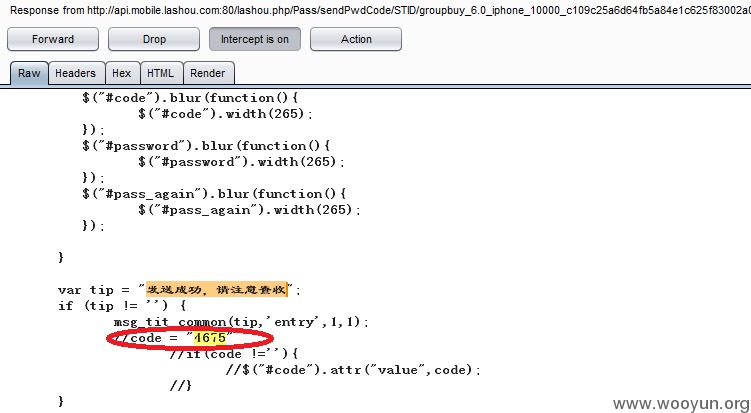 Response from http://api.mobile.lashou.com:80/lashou.php/Pass/sendPwdCode/STID/groupbuy_6.0_iphone_10000_c109c25a6d64fb5a84e1c625f83002a0
Forward Drop Intercept is on Action
Raw Headers Hex HTML Render
$("#code").blur(function(){
$("#code").width(265);
});
$("#password").blur(function(){
$("#password").width(265);
});
$("#pass_again").blur(function(){
$("#pass_again").width(265);
});
}
var tip = "发送成功，请注意查收";
if (tip != '') {
msg_tit_common(tip,'entry',1,1);
//code = "4675"
//if(code !=''){
//$("#code").attr("value",code);
//}
}
www.wooyun.org